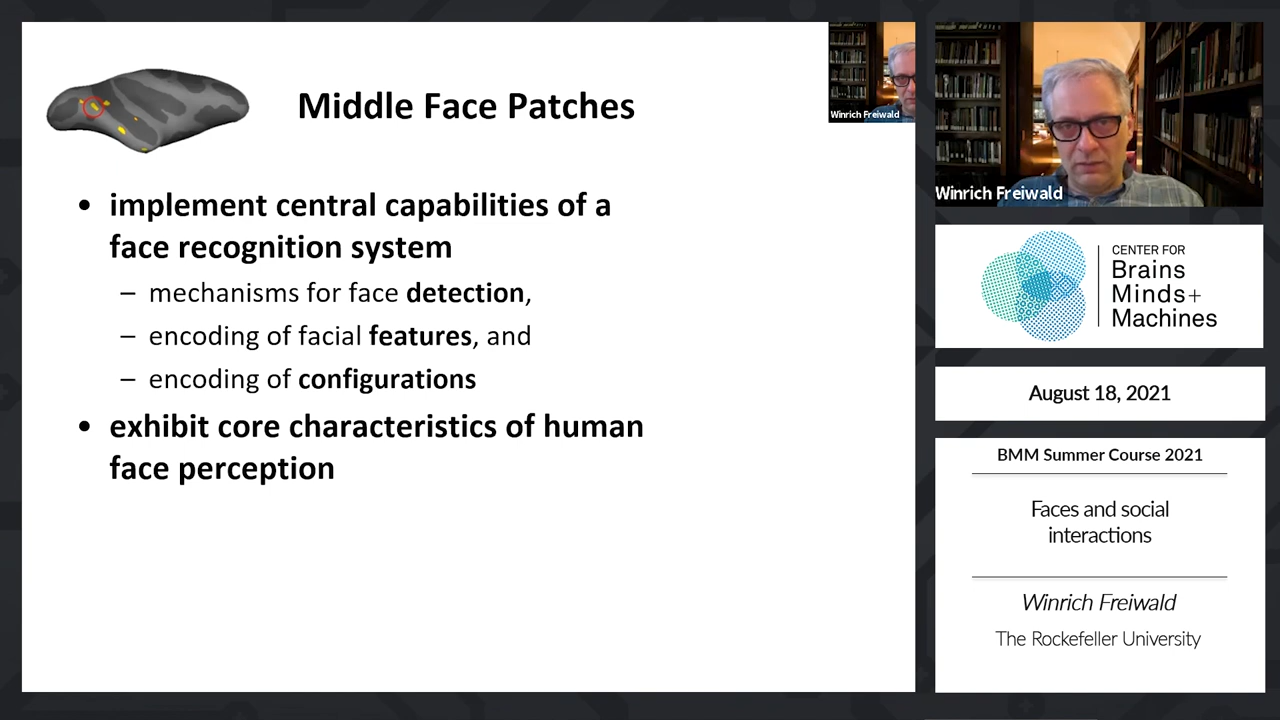 Middle Face Patches
• implement central capabilities of a
face recognition system
– mechanisms for face detection,
– encoding of facial features, and
– encoding of configurations
• exhibit core characteristics of human
face perception
Winrich Freiwald
Winrich Freiwald
CENTER FOR
Brains
Minds+
Machines
August 18, 2021
BMM Summer Course 2021
Faces and social
interactions
Winrich Freiwald
The Rockefeller University